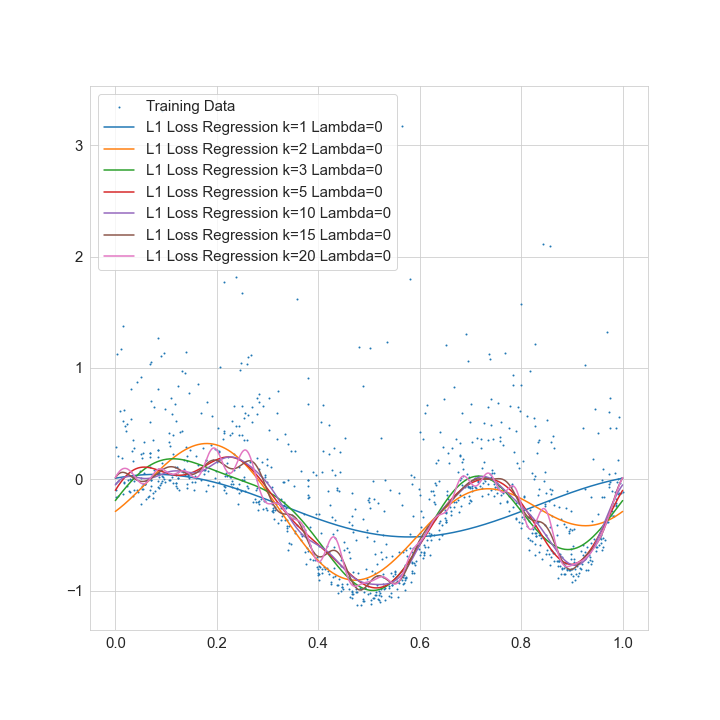 Training Data
L1 Loss Regression k=1 Lambda=0
L1 Loss Regression k=2 Lambda=0
L1 Loss Regression k=3 Lambda=0
L1 Loss Regression k=5 Lambda=0
L1 Loss Regression k=10 Lambda=0
L1 Loss Regression k=15 Lambda=0
L1 Loss Regression k=20 Lambda=0
3
2
1
0
−1
0.0 0.2 0.4 0.6 0.8 1.0